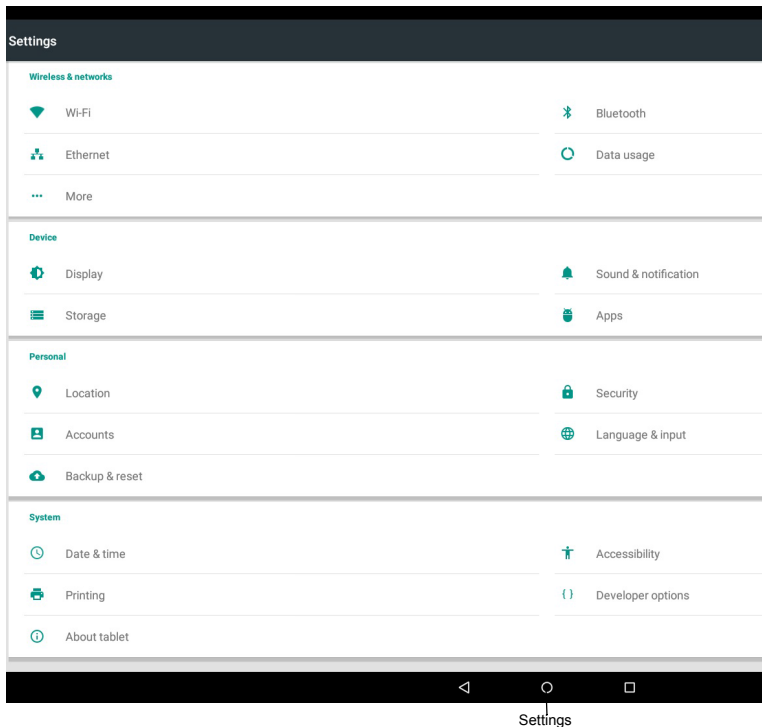 Settings
Wireless & networks
Wi-Fi
Bluetooth
Ethernet
Data usage
More
Device
Display
Sound & notification
Storage
Apps
Personal
Location
Security
Accounts
Language & input
Backup & reset
System
Date & time
Accessibility
Printing
{ } Developer options
About tablet
Settings